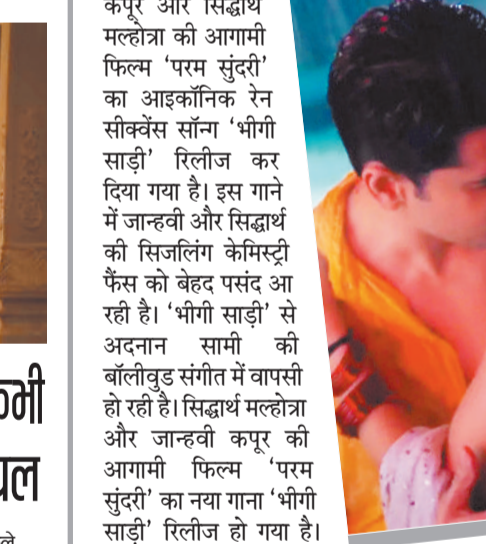 कपूर और सिद्धार्थ
मल्होत्रा की आगामी
फिल्म ‘परम सुंदरी’
का आइकॉनिक रेन
सीक्वेंस सॉन्ग ‘भीगी
साड़ी’ रिलीज कर
दिया गया है। इस गाने
में जान्हवी और सिद्धार्थ
की सिजलिंग केमिस्ट्री
फैंस को बेहद पसंद आ
रही है। ‘भीगी साड़ी’ से
अदनान सामी की
बॉलीवुड संगीत में वापसी
हो रही है। सिद्धार्थ मल्होत्रा
और जान्हवी कपूर की
आगामी फिल्म ‘परम
सुंदरी’ का नया गाना ‘भीगी
साड़ी’ रिलीज हो गया है।